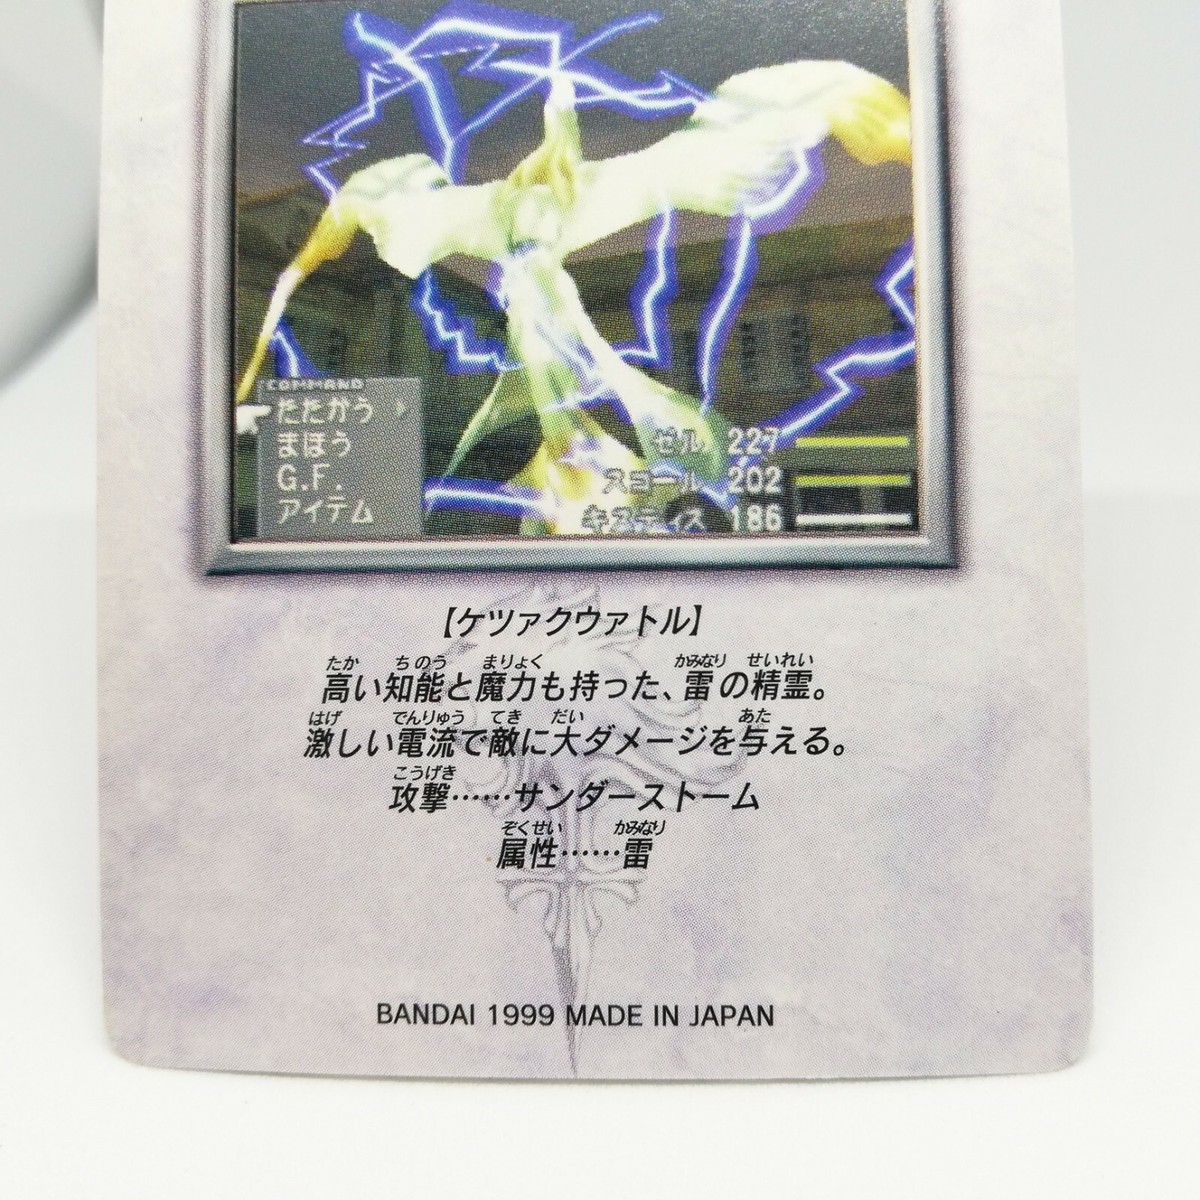 COMMAND
たたかう
まほう
G.F.
アイテム
ゼル 227
スコール 202
キスティス 186
【ケツァクウァトル】
たか ちのう まりょく かみなり せいれい
高い知能と魔力も持った、雷の精霊。
はげ でんりゅう てき だい あた
激しい電流で敵に大ダメージを与える。
こうげき
攻撃……サンダーストーム
ぞくせい かみなり
属性……雷
BANDAI 1999 MADE IN JAPAN